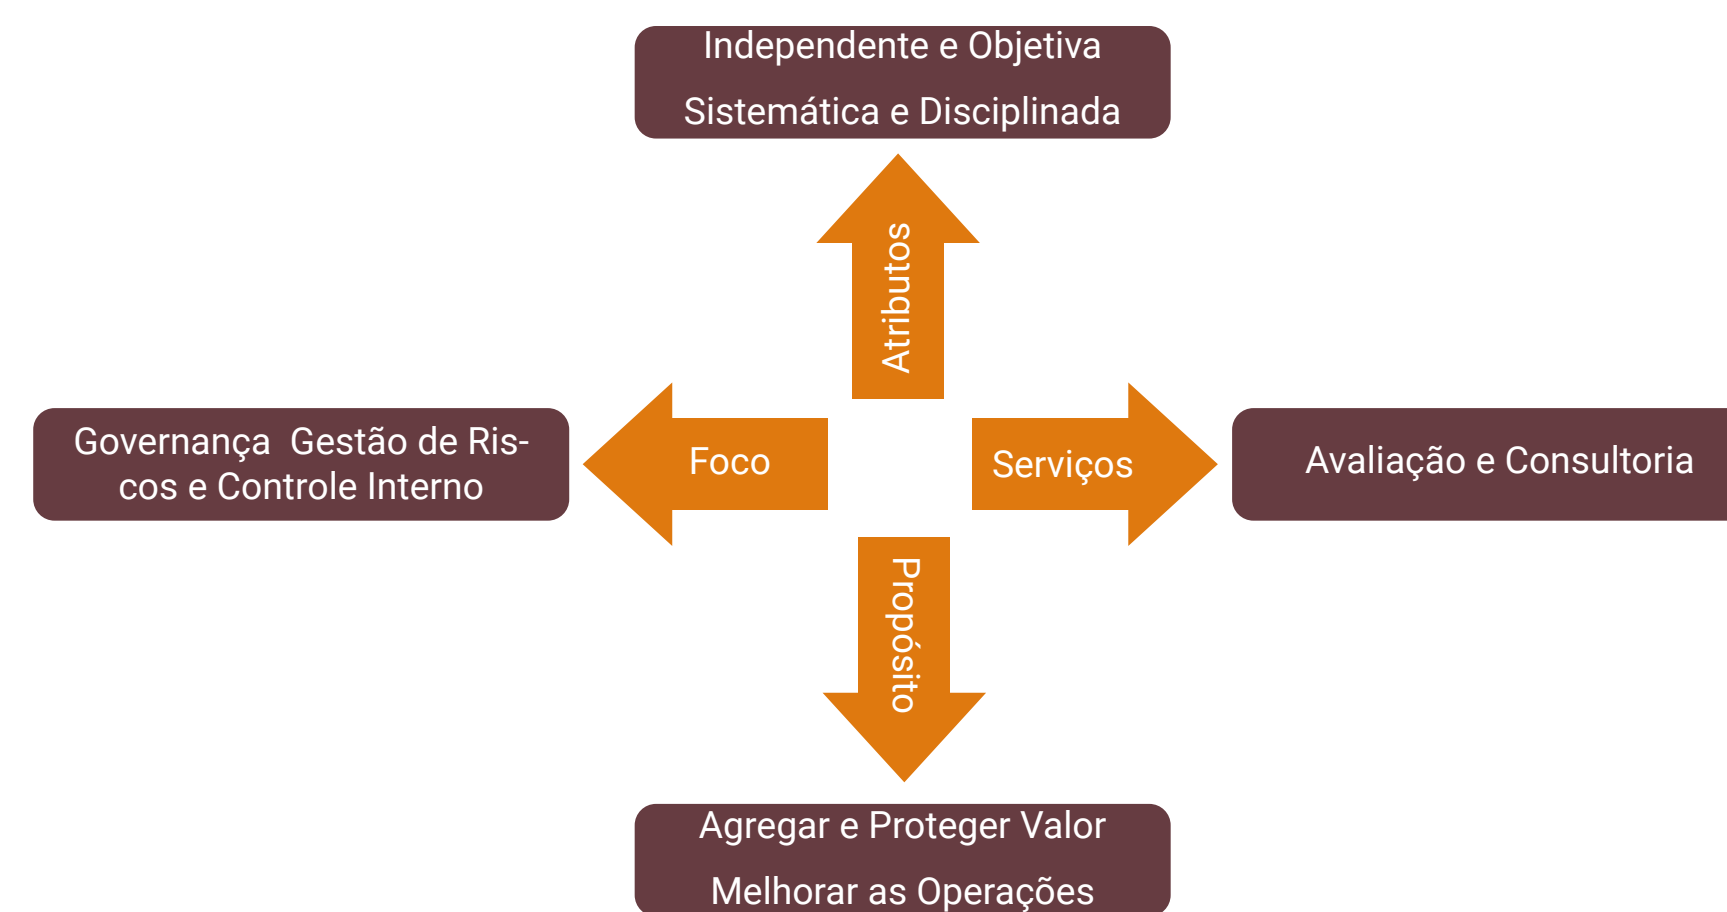 Independente e Objetiva
Sistemática e Disciplinada
Atributos
Governança  Gestão de Ris-
cos e Controle Interno
Foco
Serviços
Avaliação e Consultoria
Propósito
Agregar e Proteger Valor
Melhorar as Operações